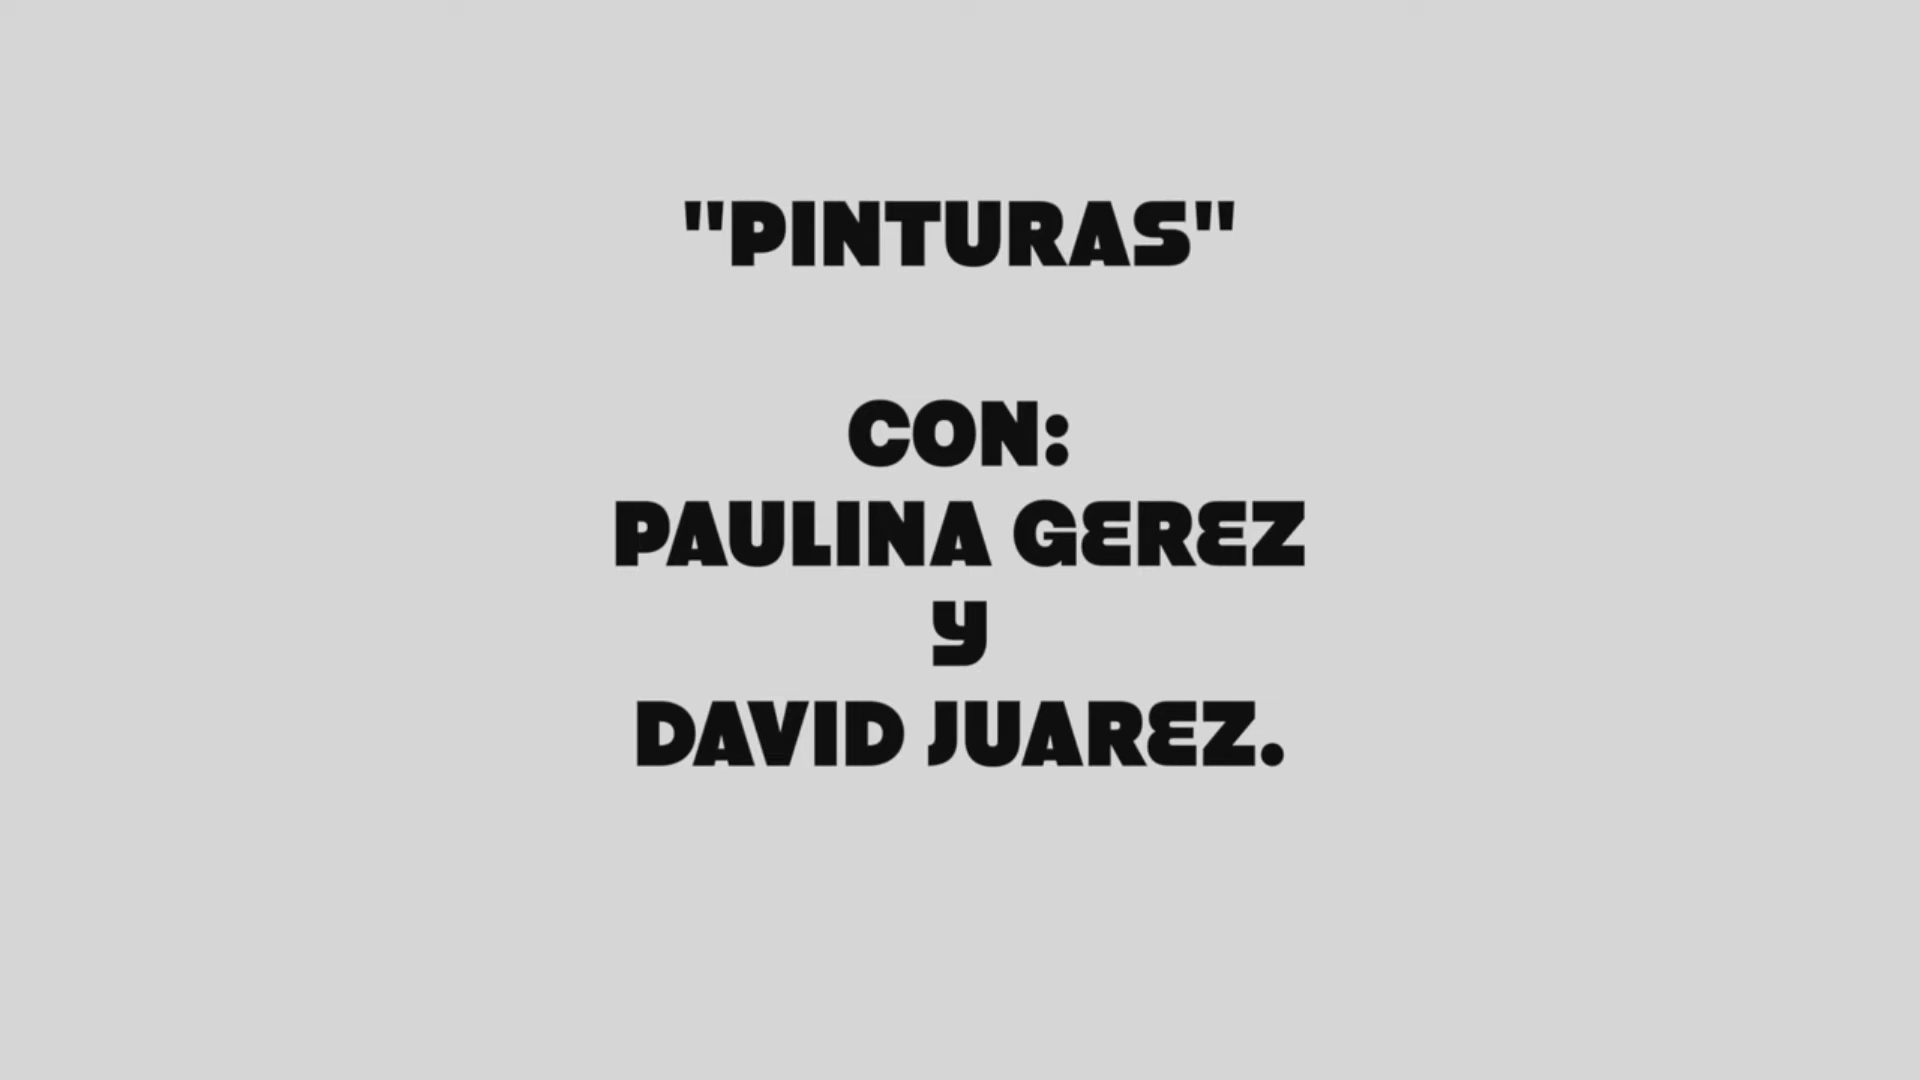 "PINTURAS"
CON:
PAULINA GEREZ
Y
DAVID JUAREZ.